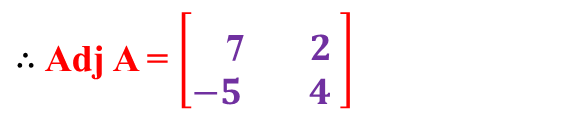 ∴ Adj A = [ 7 2
−5 4 ]